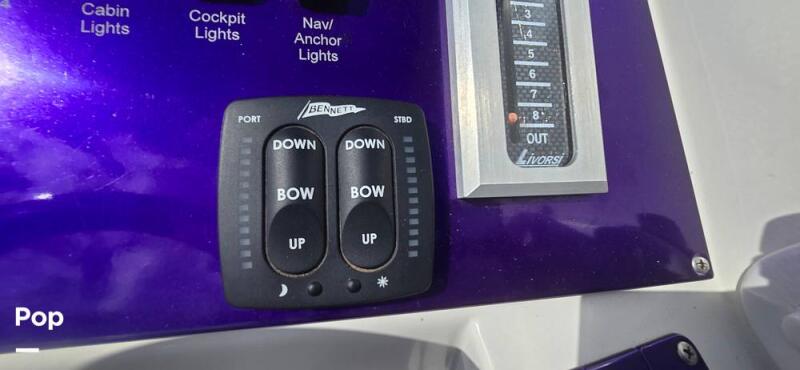 Cabin
Lights
Cockpit
Lights
Nav/
Anchor
Lights
BENNETT
PORT
STBD
DOWN
BOW
UP
DOWN
BOW
UP
3
4
5
6
7
8
OUT
LIVORSI
Pop